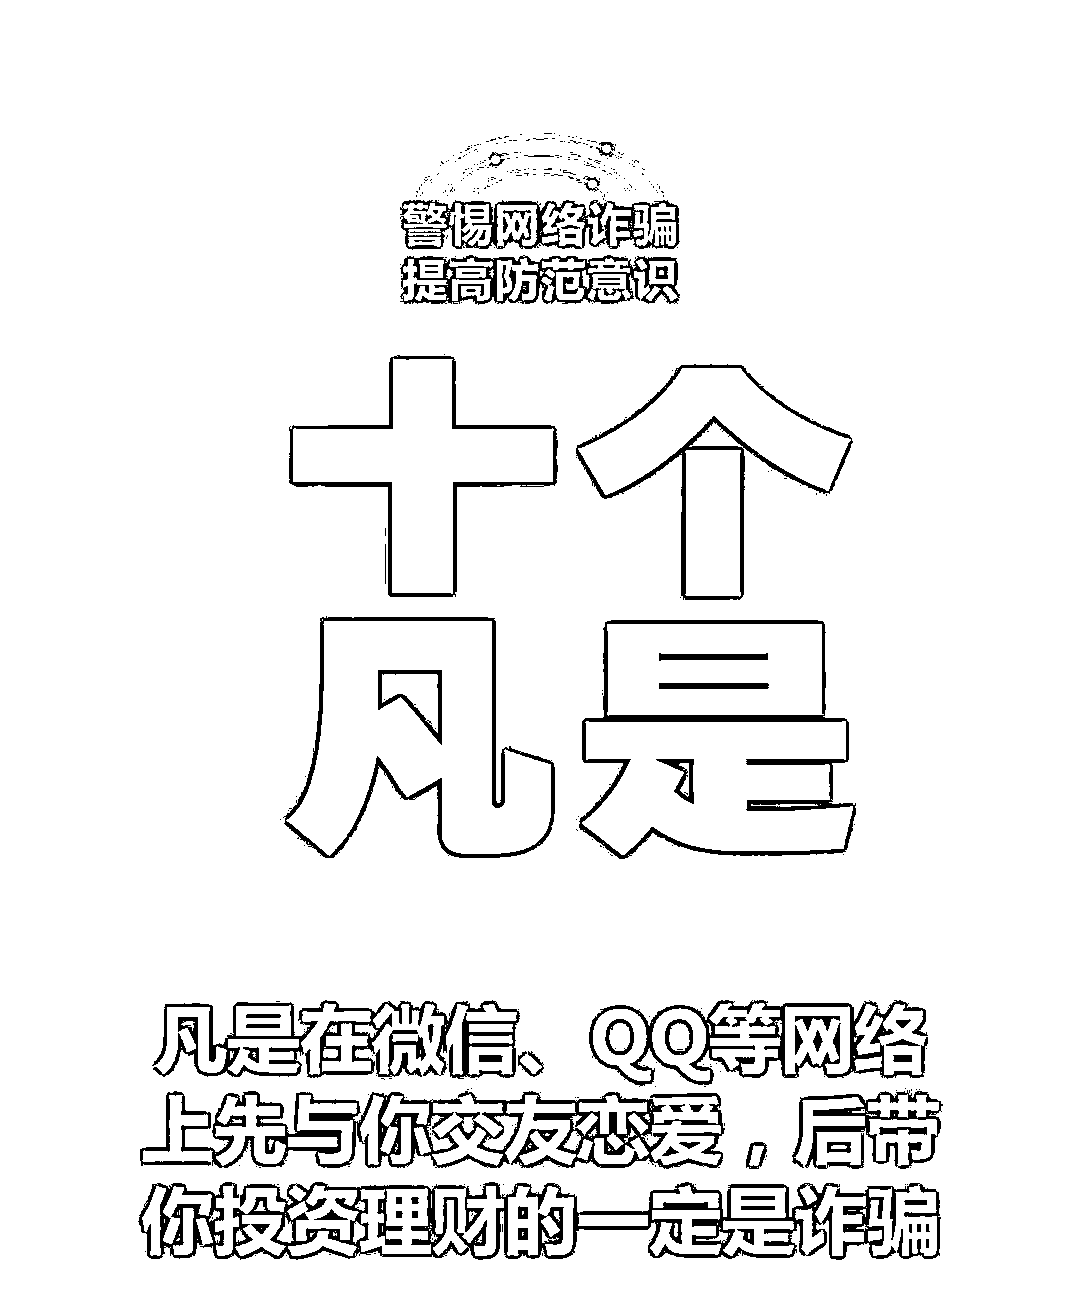 警惕网络诈骗
提高防范意识
十个
凡是
凡是在微信、QQ等网络
上先与你交友恋爱，后带
你投资理财的一定是诈骗